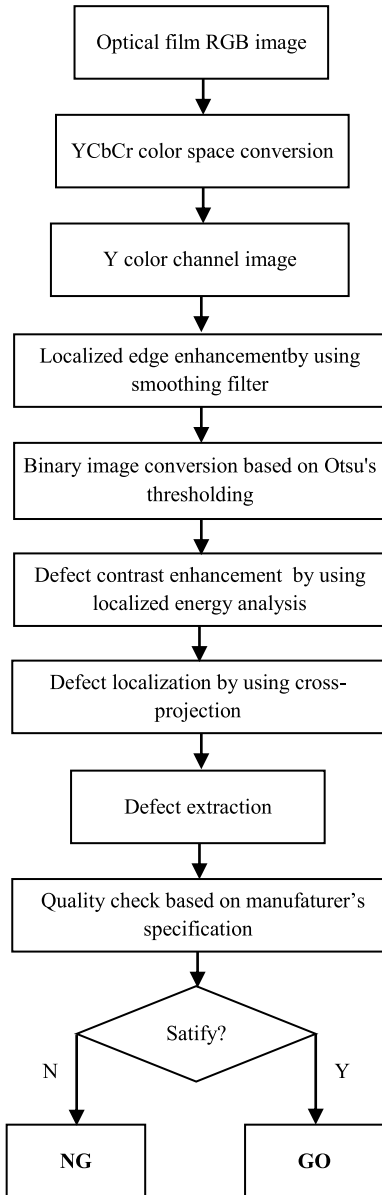 Optical film RGB image
YCbCr color space conversion
Y color channel image
Localized edge enhancementby using
smoothing filter
Binary image conversion based on Otsu's
thresholding
Defect contrast enhancement by using
localized energy analysis
Defect localization by using cross-
projection
Defect extraction
Quality check based on manufaturer’s
specification
Satify?
N
Y
NG
GO